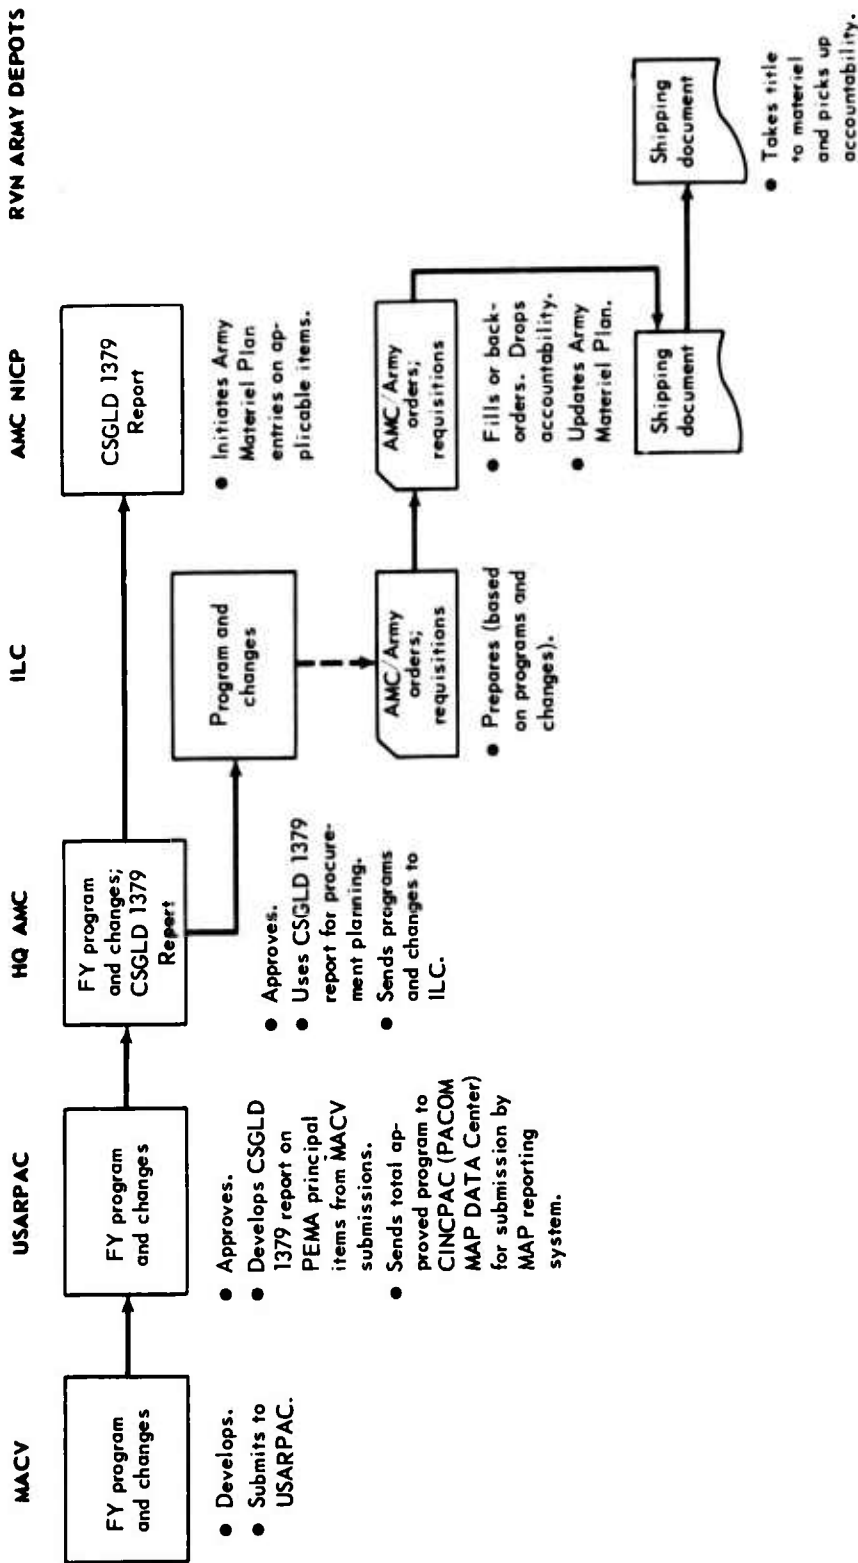 MACV
USARPAC
HQ AMC
ILC
AMC NICP
RVN ARMY DEPOTS
FY program
and changes
• Develops.
• Submits to
USARPAC.
FY program
and changes
• Approves.
• Develops CSGLD
1379 report on
PEMA principal
items from MACV
submissions.
• Sends total ap-
proved program to
CINCPAC (PACOM
MAP DATA Center)
for submission by
MAP reporting
system.
FY program
and changes;
CSGLD 1379
Report
• Approves.
• Uses CSGLD 1379
report for procure-
ment planning.
• Sends programs
and changes to
ILC.
Program and
changes
AMC/Army
orders;
requisitions
• Prepares (based
on programs and
changes).
CSGLD 1379
Report
• Initiates Army
Materiel Plan
entries on ap-
plicable items.
AMC/Army
orders;
requisitions
• Fills or back-
orders. Drops
accountability.
• Updates Army
Materiel Plan.
Shipping
document
Shipping
document
• Takes title
to materiel
and picks up
accountability.